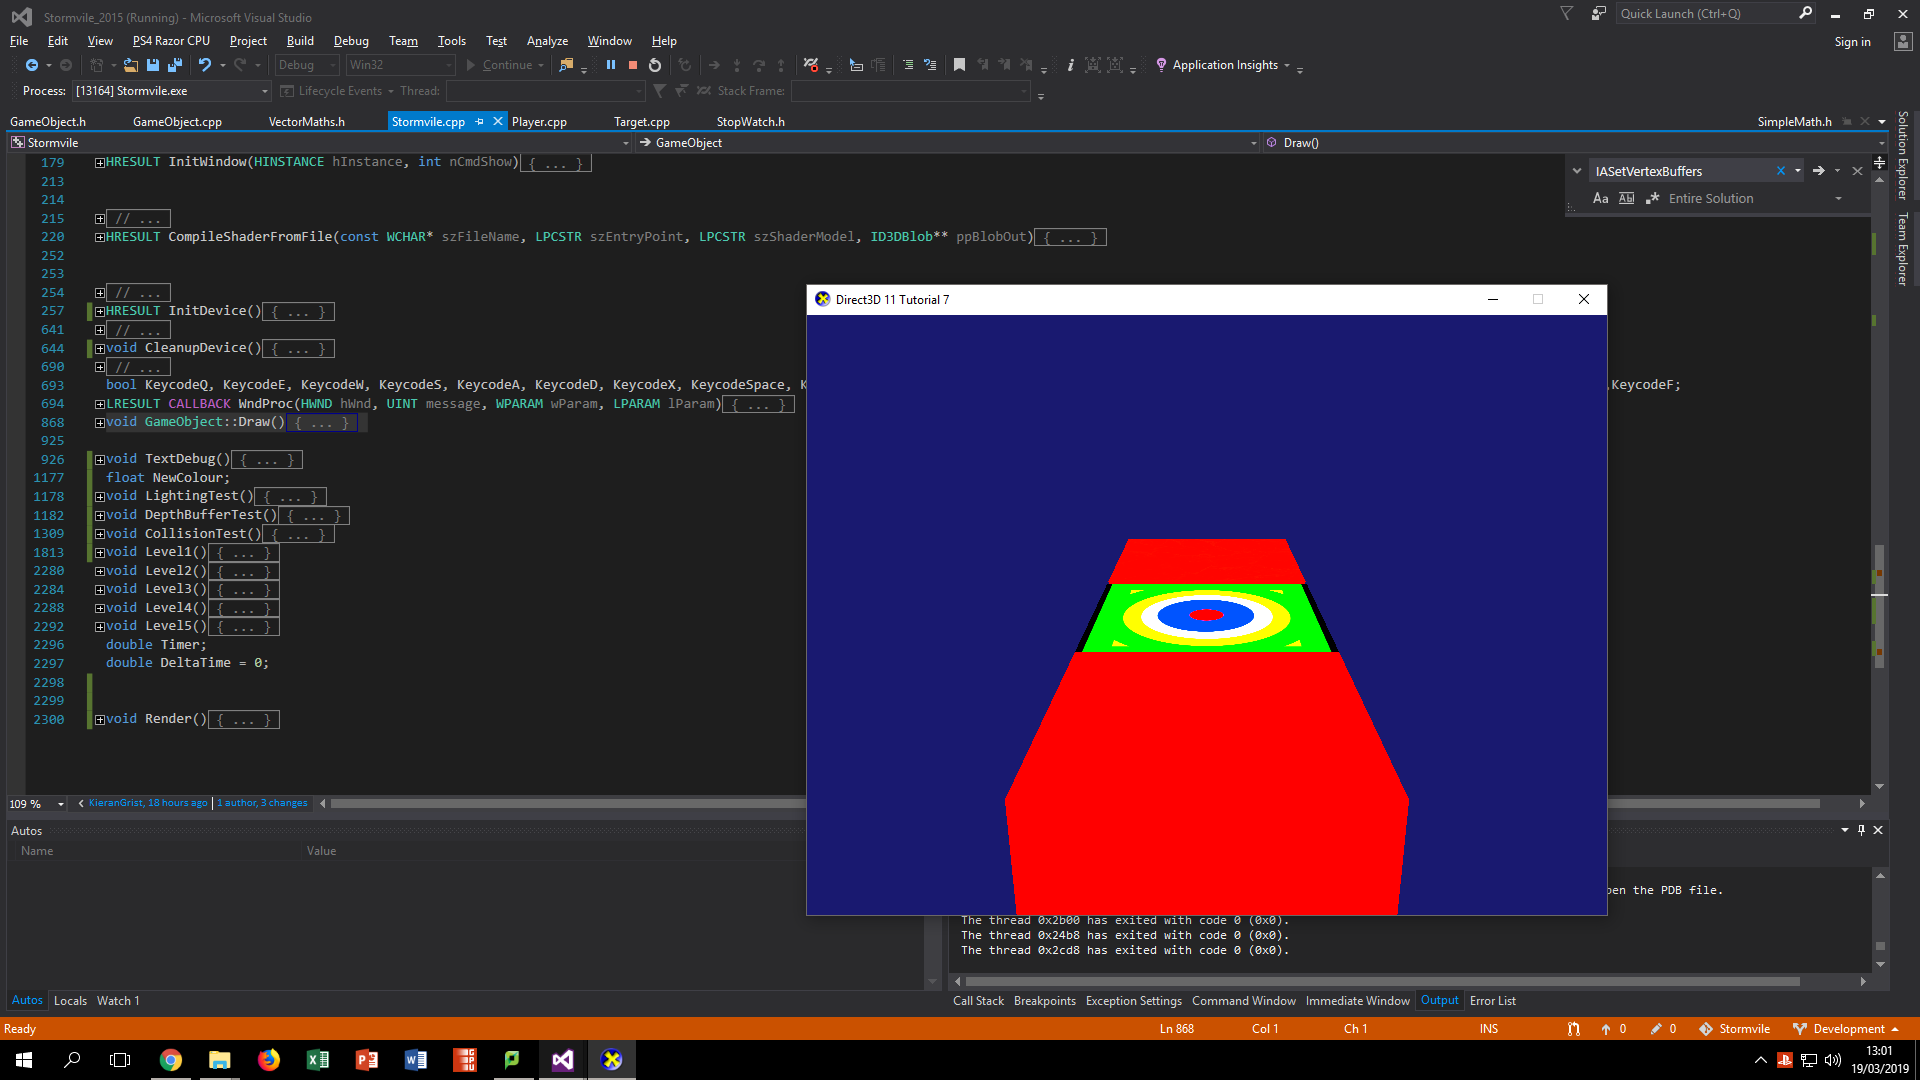 Stormvile_2015 (Running) - Microsoft Visual Studio
Quick Launch (Ctrl+Q)
File Edit View PS4 Razor CPU Project Build Debug Team Tools Test Analyze Window Help
Sign in
Debug Win32 Continue Application Insights
Process: [13164] Stormvile.exe Lifecycle Events Thread: Stack Frame:
GameObject.h GameObject.cpp VectorMaths.h Stormvile.cpp Player.cpp Target.cpp StopWatch.h SimpleMath.h
Stormvile GameObject Draw()
IASetVertexBuffers
Aa Ab Entire Solution
Solution Explorer
Team Explorer
179 HRESULT InitWindow(HINSTANCE hInstance, int nCmdShow){ ... }
213
214
215 // ...
220 HRESULT CompileShaderFromFile(const WCHAR* szFileName, LPCSTR szEntryPoint, LPCSTR szShaderModel, ID3DBlob** ppBlobOut){ ... }
252
253
254 // ...
257 HRESULT InitDevice(){ ... }
641 // ...
644 void CleanupDevice(){ ... }
690 // ...
693 bool KeycodeQ, KeycodeE, KeycodeW, KeycodeS, KeycodeA, KeycodeD, KeycodeX, KeycodeSpace, ,KeycodeF;
694 LRESULT CALLBACK WndProc(HWND hWnd, UINT message, WPARAM wParam, LPARAM lParam){ ... }
868 void GameObject::Draw() { ... }
925
926 void TextDebug(){ ... }
1177 float NewColour;
1178 void LightingTest(){ ... }
1182 void DepthBufferTest(){ ... }
1309 void CollisionTest(){ ... }
1813 void Level1(){ ... }
2280 void Level2(){ ... }
2284 void Level3(){ ... }
2288 void Level4(){ ... }
2292 void Level5(){ ... }
2296 double Timer;
2297 double DeltaTime = 0;
2298
2299
2300 void Render(){ ... }
Direct3D 11 Tutorial 7
109 % KieranGrist, 18 hours ago | 1 author, 3 changes
Autos
Name Value
the PDB file.
The thread 0x2b00 has exited with code 0 (0x0).
The thread 0x24b8 has exited with code 0 (0x0).
The thread 0x2cd8 has exited with code 0 (0x0).
Autos Locals Watch 1
Call Stack Breakpoints Exception Settings Command Window Immediate Window Output Error List
Ready Ln 868 Col 1 Ch 1 INS 0 0 Stormvile Development
13:01
19/03/2019